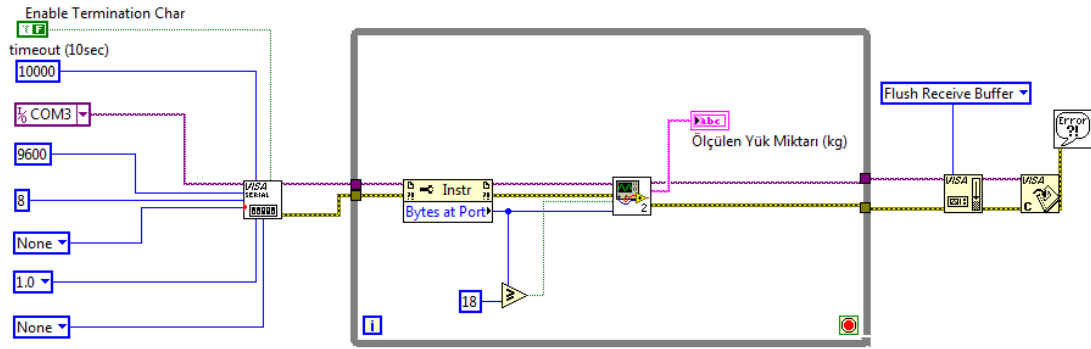 Enable Termination Char
F
timeout (10sec)
10000
I/O COM3
9600
8
None
1.0
None
VISA
SERIAL
Instr
Bytes at Port
18
≥
i
2
abc
Ölçülen Yük Miktarı (kg)
Flush Receive Buffer
VISA
VISA
C
Error
?!